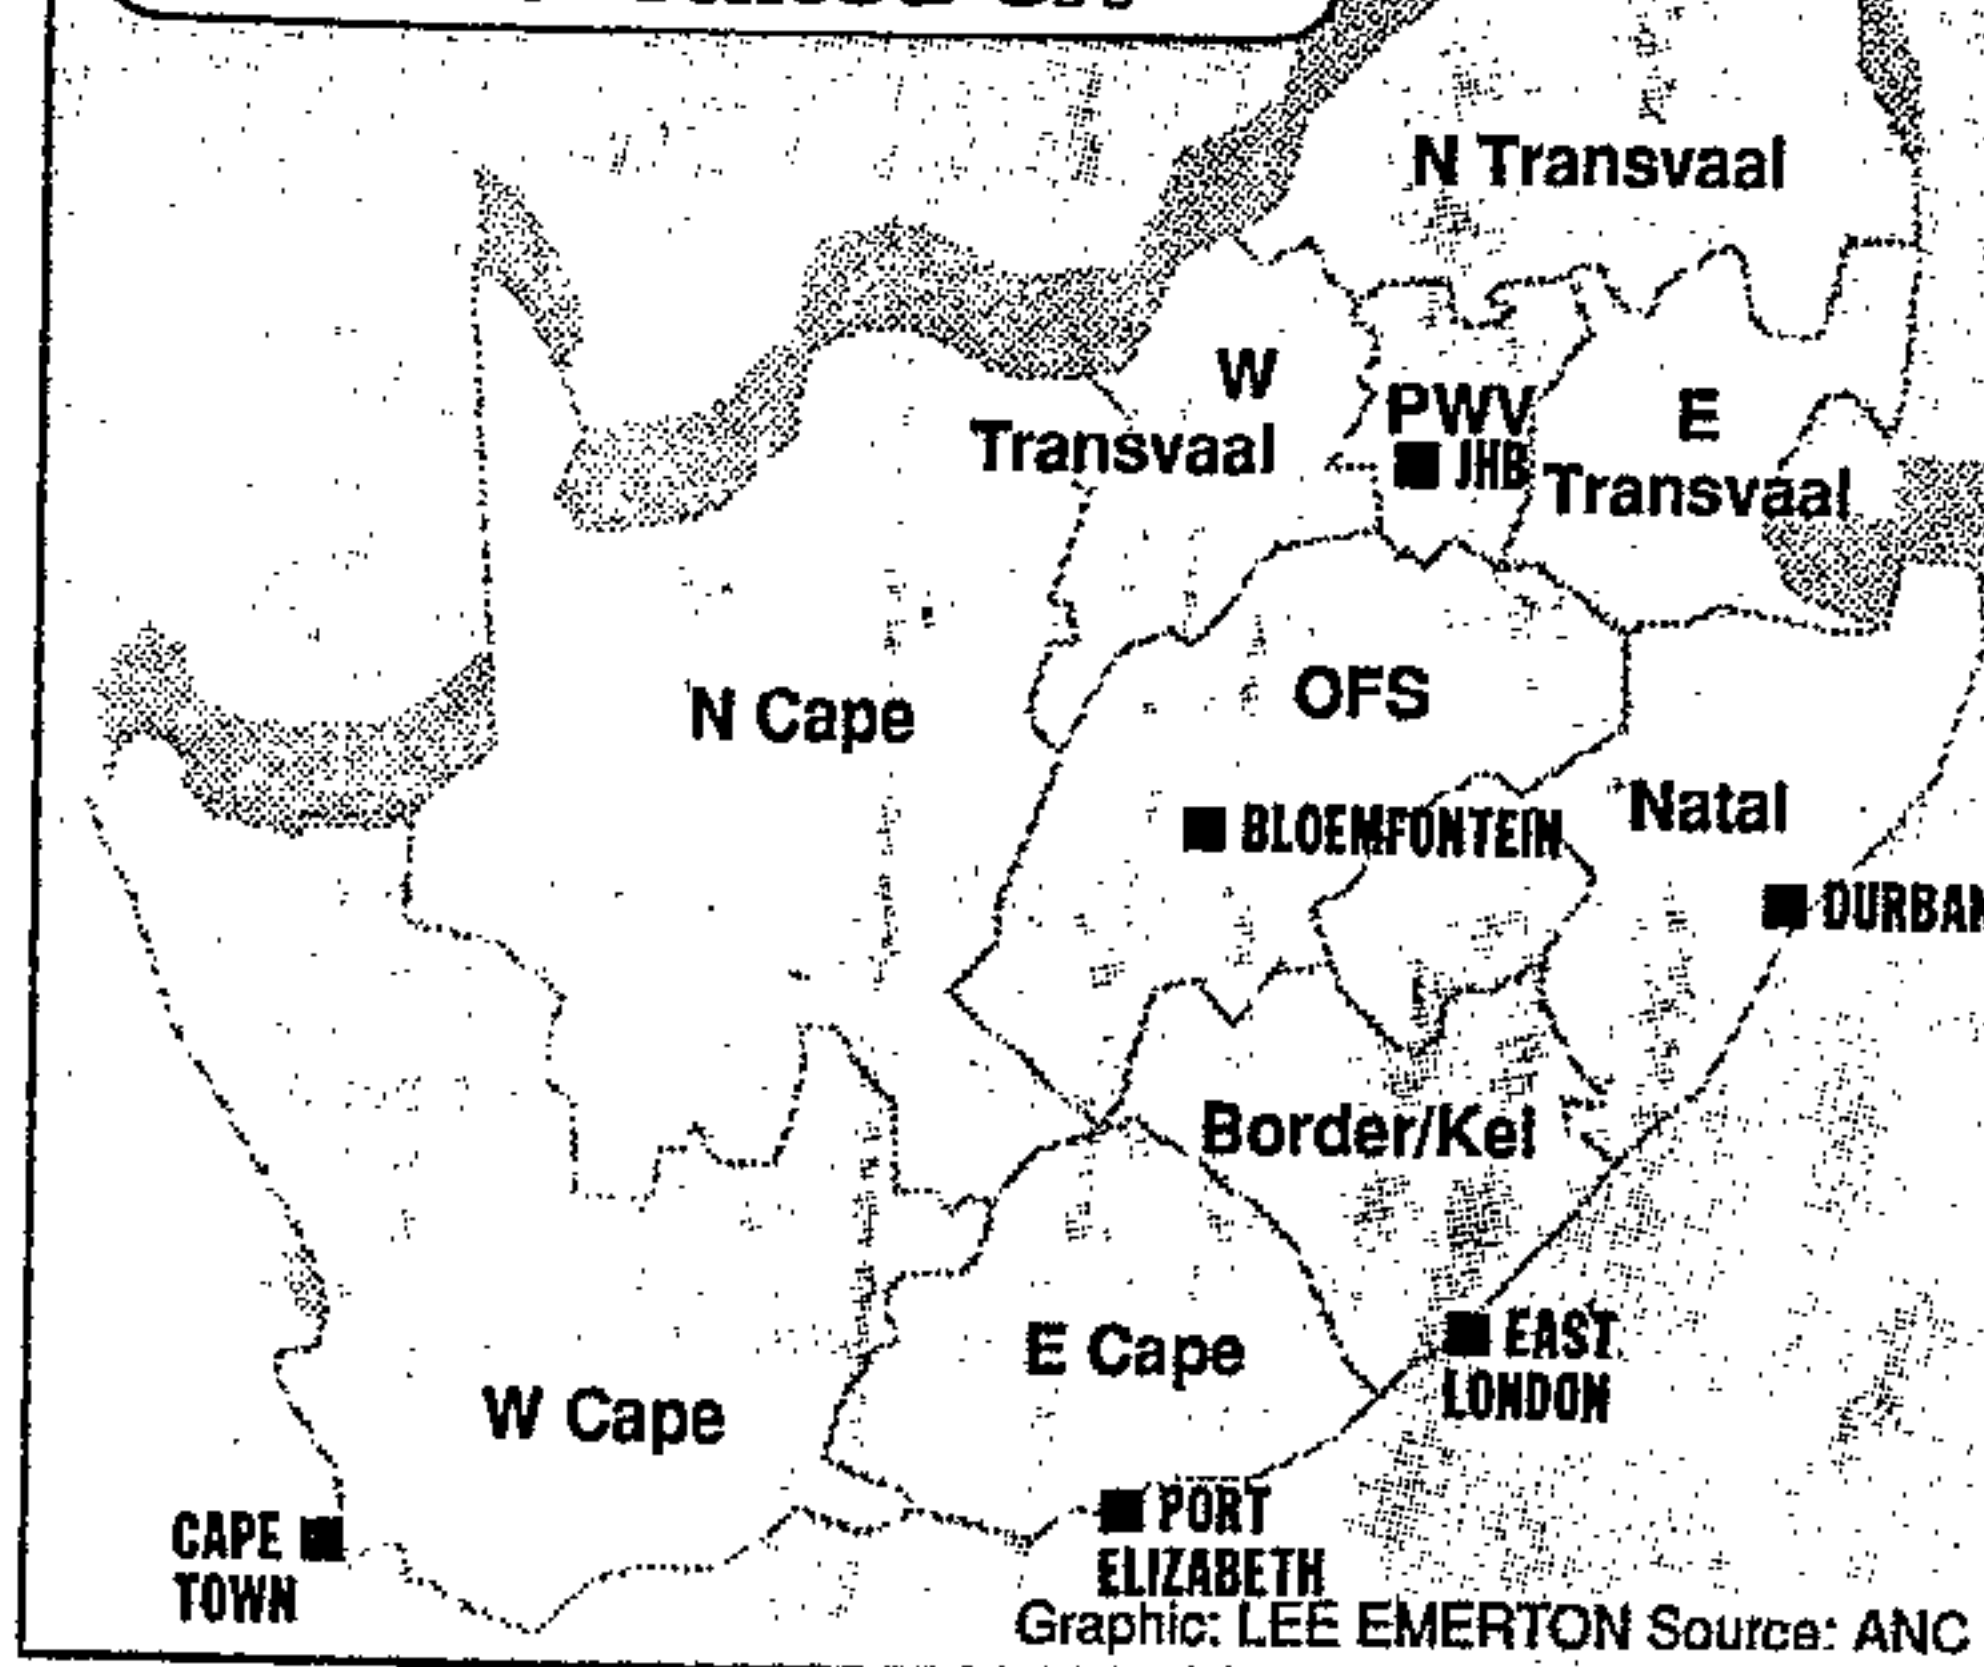 N Transvaal
W
Transvaal
PWV
JHB
E
Transvaal
OFS
N Cape
BLOEMFONTEIN
Natal
DURBAN
Border/Kei
E Cape
EAST
LONDON
W Cape
CAPE
TOWN
PORT
ELIZABETH
Graphic: LEE EMERTON Source: ANC